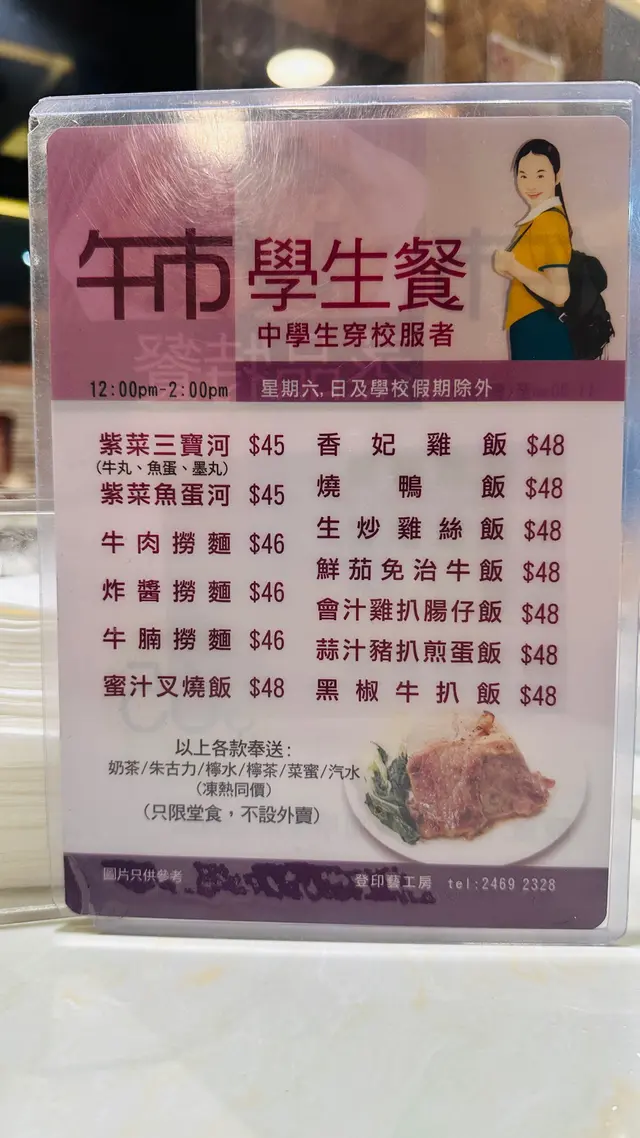 午市 學生餐
中學生穿校服者
12:00pm-2:00pm 星期六,日及學校假期除外
紫菜三寶河 $45
(牛丸、魚蛋、墨丸)
紫菜魚蛋河 $45
牛肉撈麵 $46
炸醬撈麵 $46
牛腩撈麵 $46
蜜汁叉燒飯 $48
香妃雞飯 $48
燒鴨飯 $48
生炒雞絲飯 $48
鮮茄免治牛飯 $48
會汁雞扒腸仔飯 $48
蒜汁豬扒煎蛋飯 $48
黑椒牛扒飯 $48
以上各款奉送:
奶茶/朱古力/檸水/檸茶/菜蜜/汽水
(凍熱同價)
(只限堂食，不設外賣)
圖片只供參考
登印藝工房 tel:2469 2328